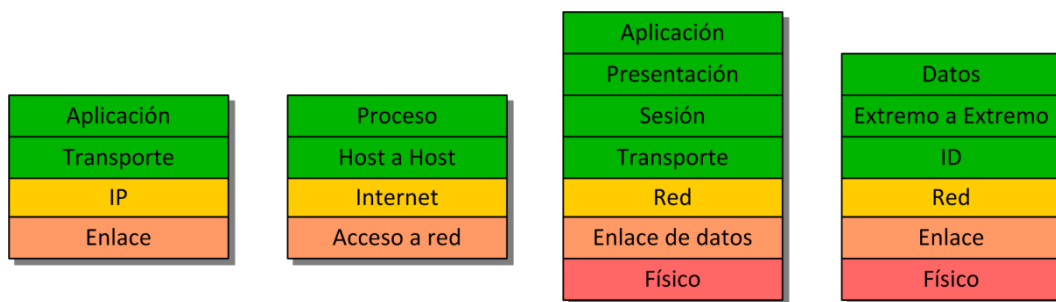 Aplicación
Transporte
IP
Enlace
Proceso
Host a Host
Internet
Acceso a red
Aplicación
Presentación
Sesión
Transporte
Red
Enlace de datos
Físico
Datos
Extremo a Extremo
ID
Red
Enlace
Físico